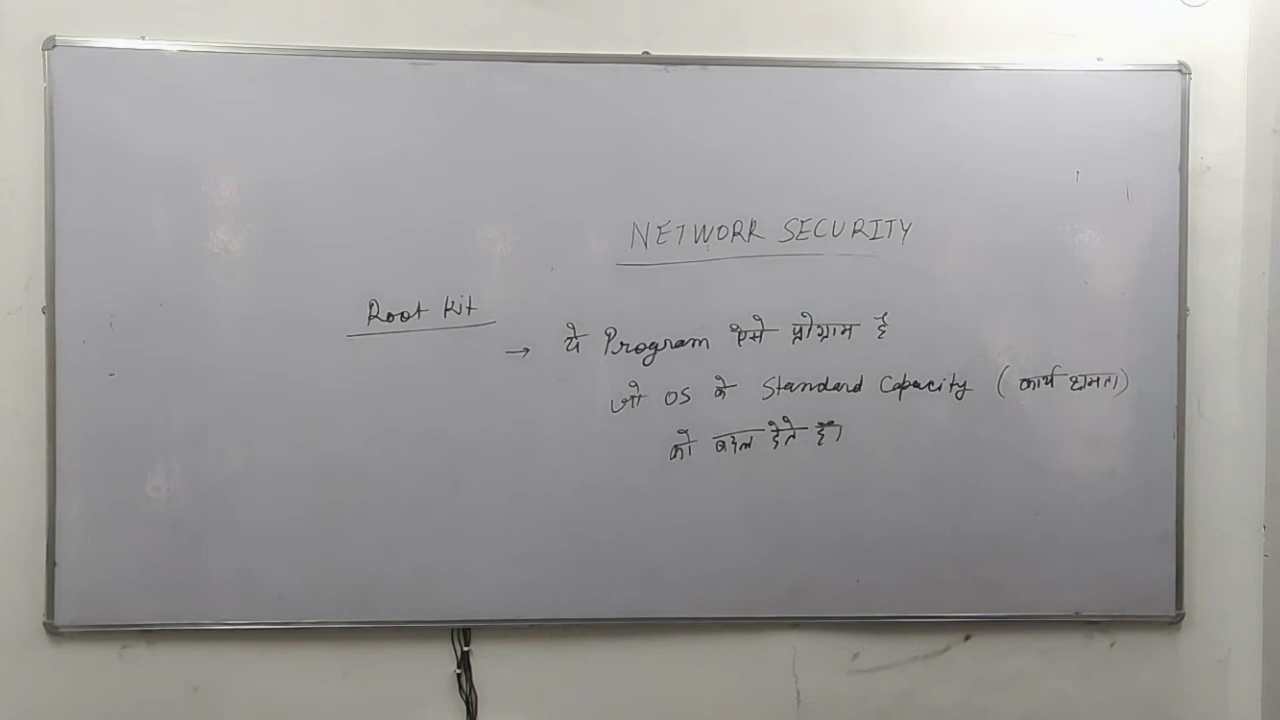 NETWORK SECURITY
Root Kit
→ ये Program ऐसे प्रोग्राम है
जो OS के Standard Capacity (कार्य क्षमता)
को बदल देते है।